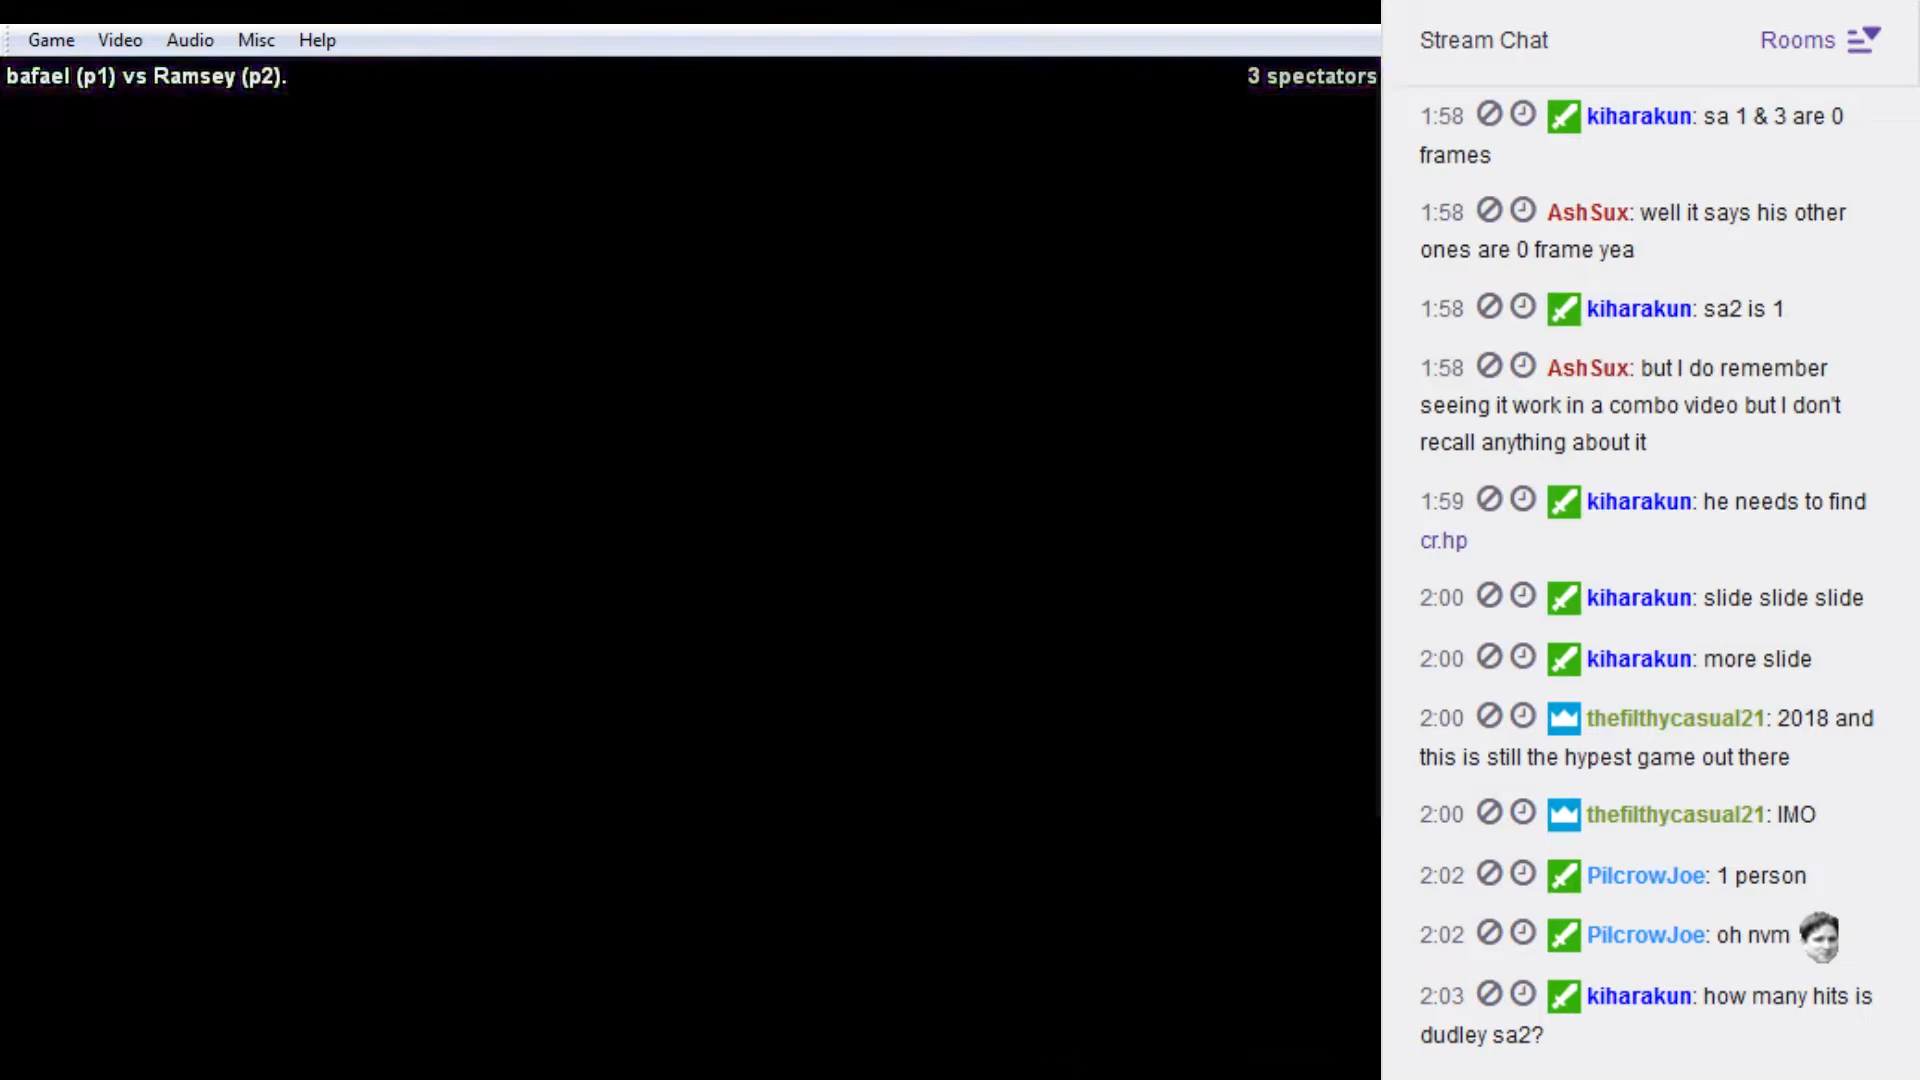 Game Video Audio Misc Help
bafael (p1) vs Ramsey (p2).
3 spectators
Stream Chat
Rooms
1:58 kiharakun: sa 1 & 3 are 0
frames
1:58 AshSux: well it says his other
ones are 0 frame yea
1:58 kiharakun: sa2 is 1
1:58 AshSux: but I do remember
seeing it work in a combo video but I don't
recall anything about it
1:59 kiharakun: he needs to find
cr.hp
2:00 kiharakun: slide slide slide
2:00 kiharakun: more slide
2:00 thefilthycasual21: 2018 and
this is still the hypest game out there
2:00 thefilthycasual21: IMO
2:02 PilcrowJoe: 1 person
2:02 PilcrowJoe: oh nvm
2:03 kiharakun: how many hits is
dudley sa2?